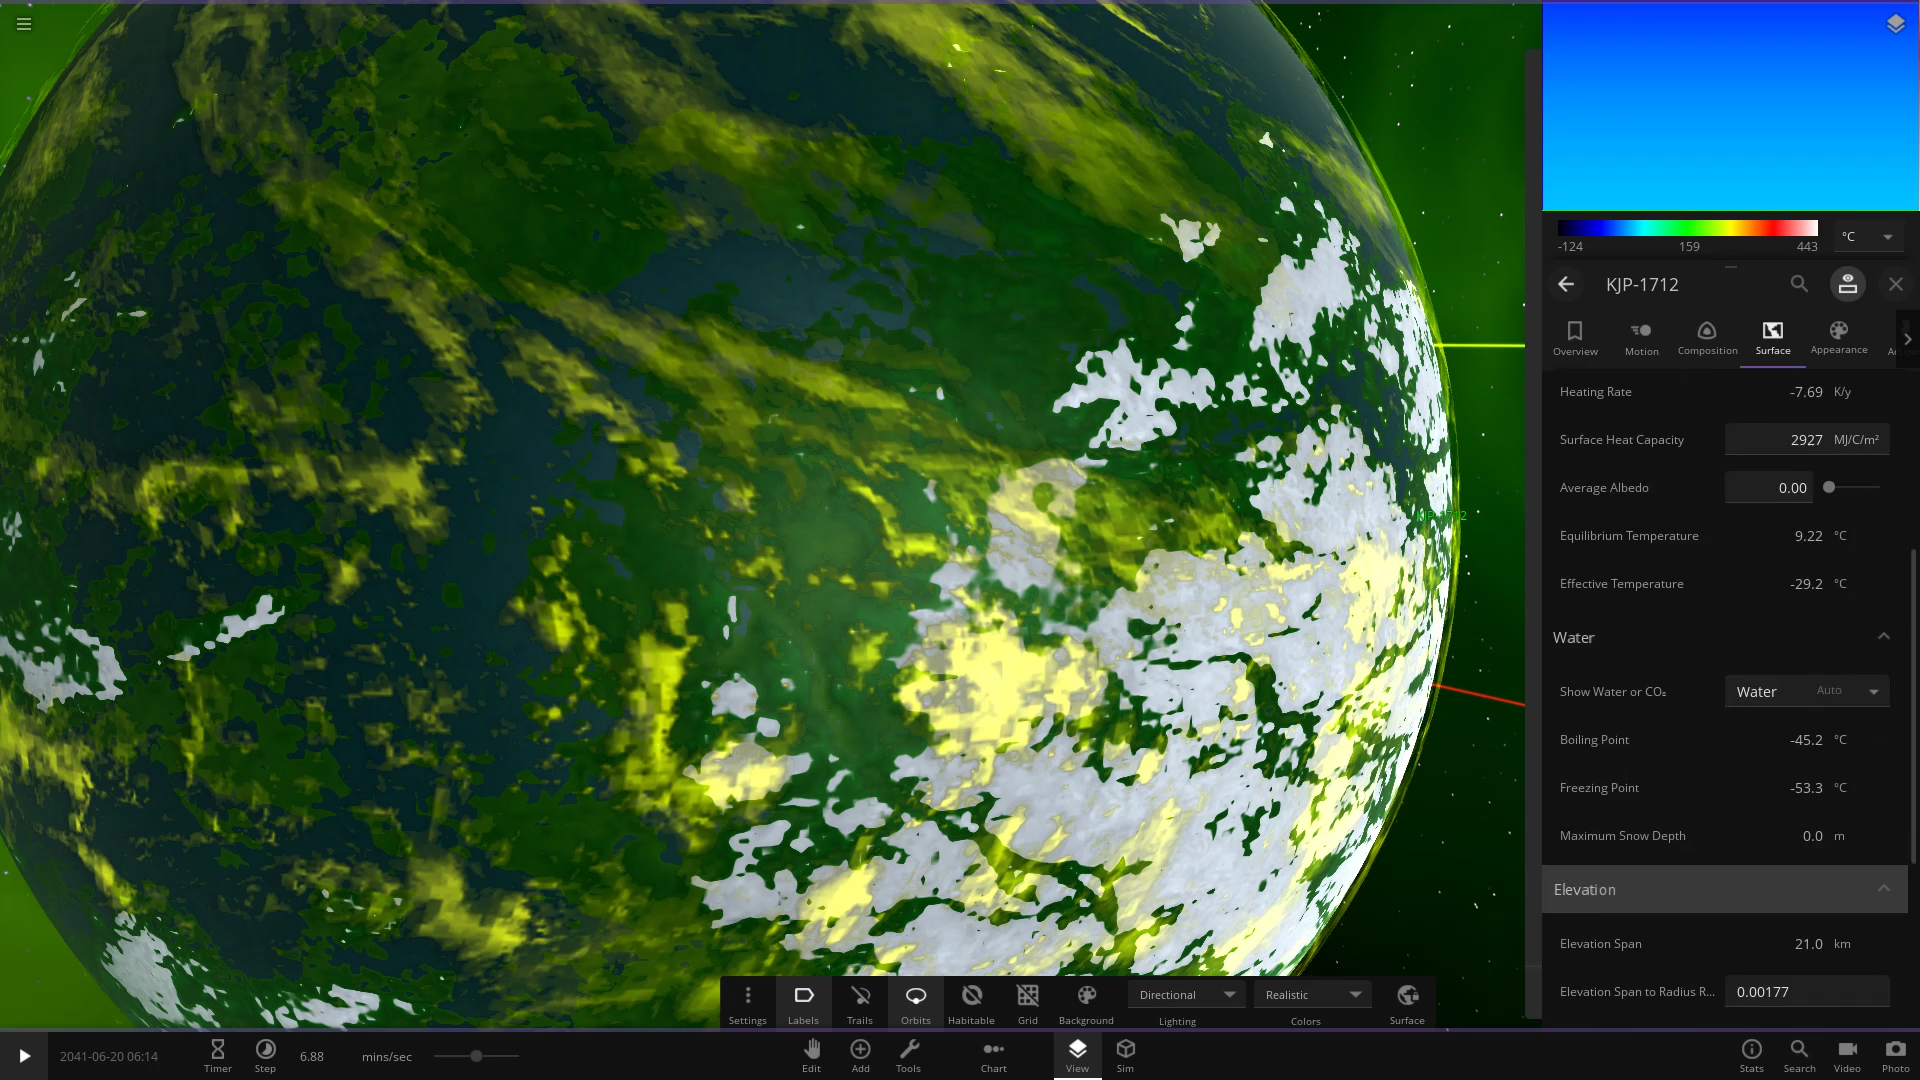 °C
-124 159 443
KJP-1712
Overview Motion Composition Surface Appearance
Heating Rate -7.69 K/y
Surface Heat Capacity 2927 MJ/C/m²
Average Albedo 0.00
KJP-1712
Equilibrium Temperature 9.22 °C
Effective Temperature -29.2 °C
Water
Show Water or CO₂ Water Auto
Boiling Point -45.2 °C
Freezing Point -53.3 °C
Maximum Snow Depth 0.0 m
Elevation
Elevation Span 21.0 km
Elevation Span to Radius R... 0.00177
Directional Realistic
Settings Labels Trails Orbits Habitable Grid Background Lighting Colors Surface
2041-06-20 06:14 6.88 mins/sec
Timer Step Edit Add Tools Chart View Sim Stats Search Video Photo